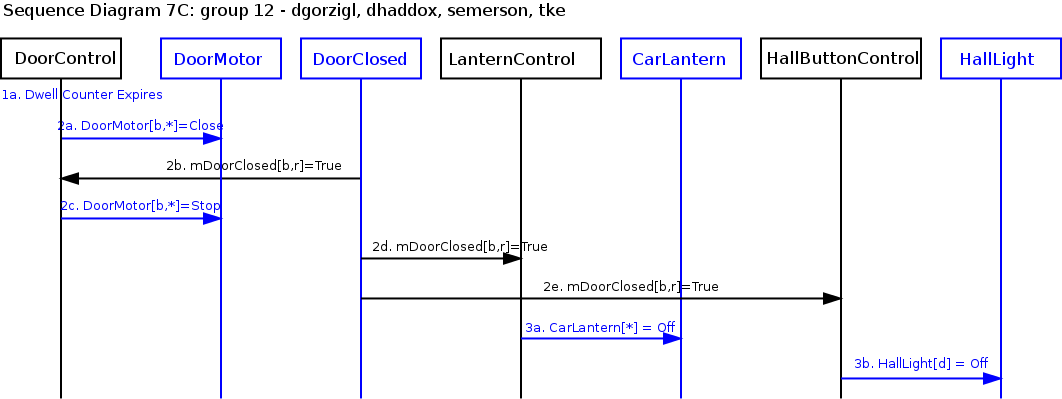 Sequence Diagram 7C: group 12 - dgorzigl, dhaddox, semerson, tke
DoorControl
DoorMotor
DoorClosed
LanternControl
CarLantern
HallButtonControl
HallLight
1a. Dwell Counter Expires
2a. DoorMotor[b,*]=Close
2b. mDoorClosed[b,r]=True
2c. DoorMotor[b,*]=Stop
2d. mDoorClosed[b,r]=True
2e. mDoorClosed[b,r]=True
3a. CarLantern[*] = Off
3b. HallLight[d] = Off